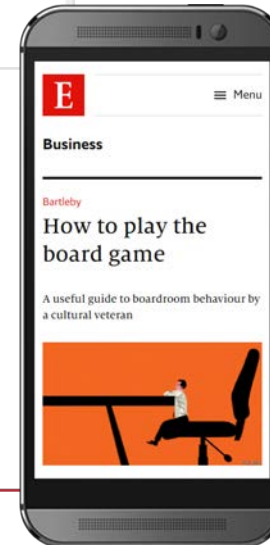 E
Menu
Business
Bartleby
How to play the
board game
A useful guide to boardroom behaviour by
a cultural veteran